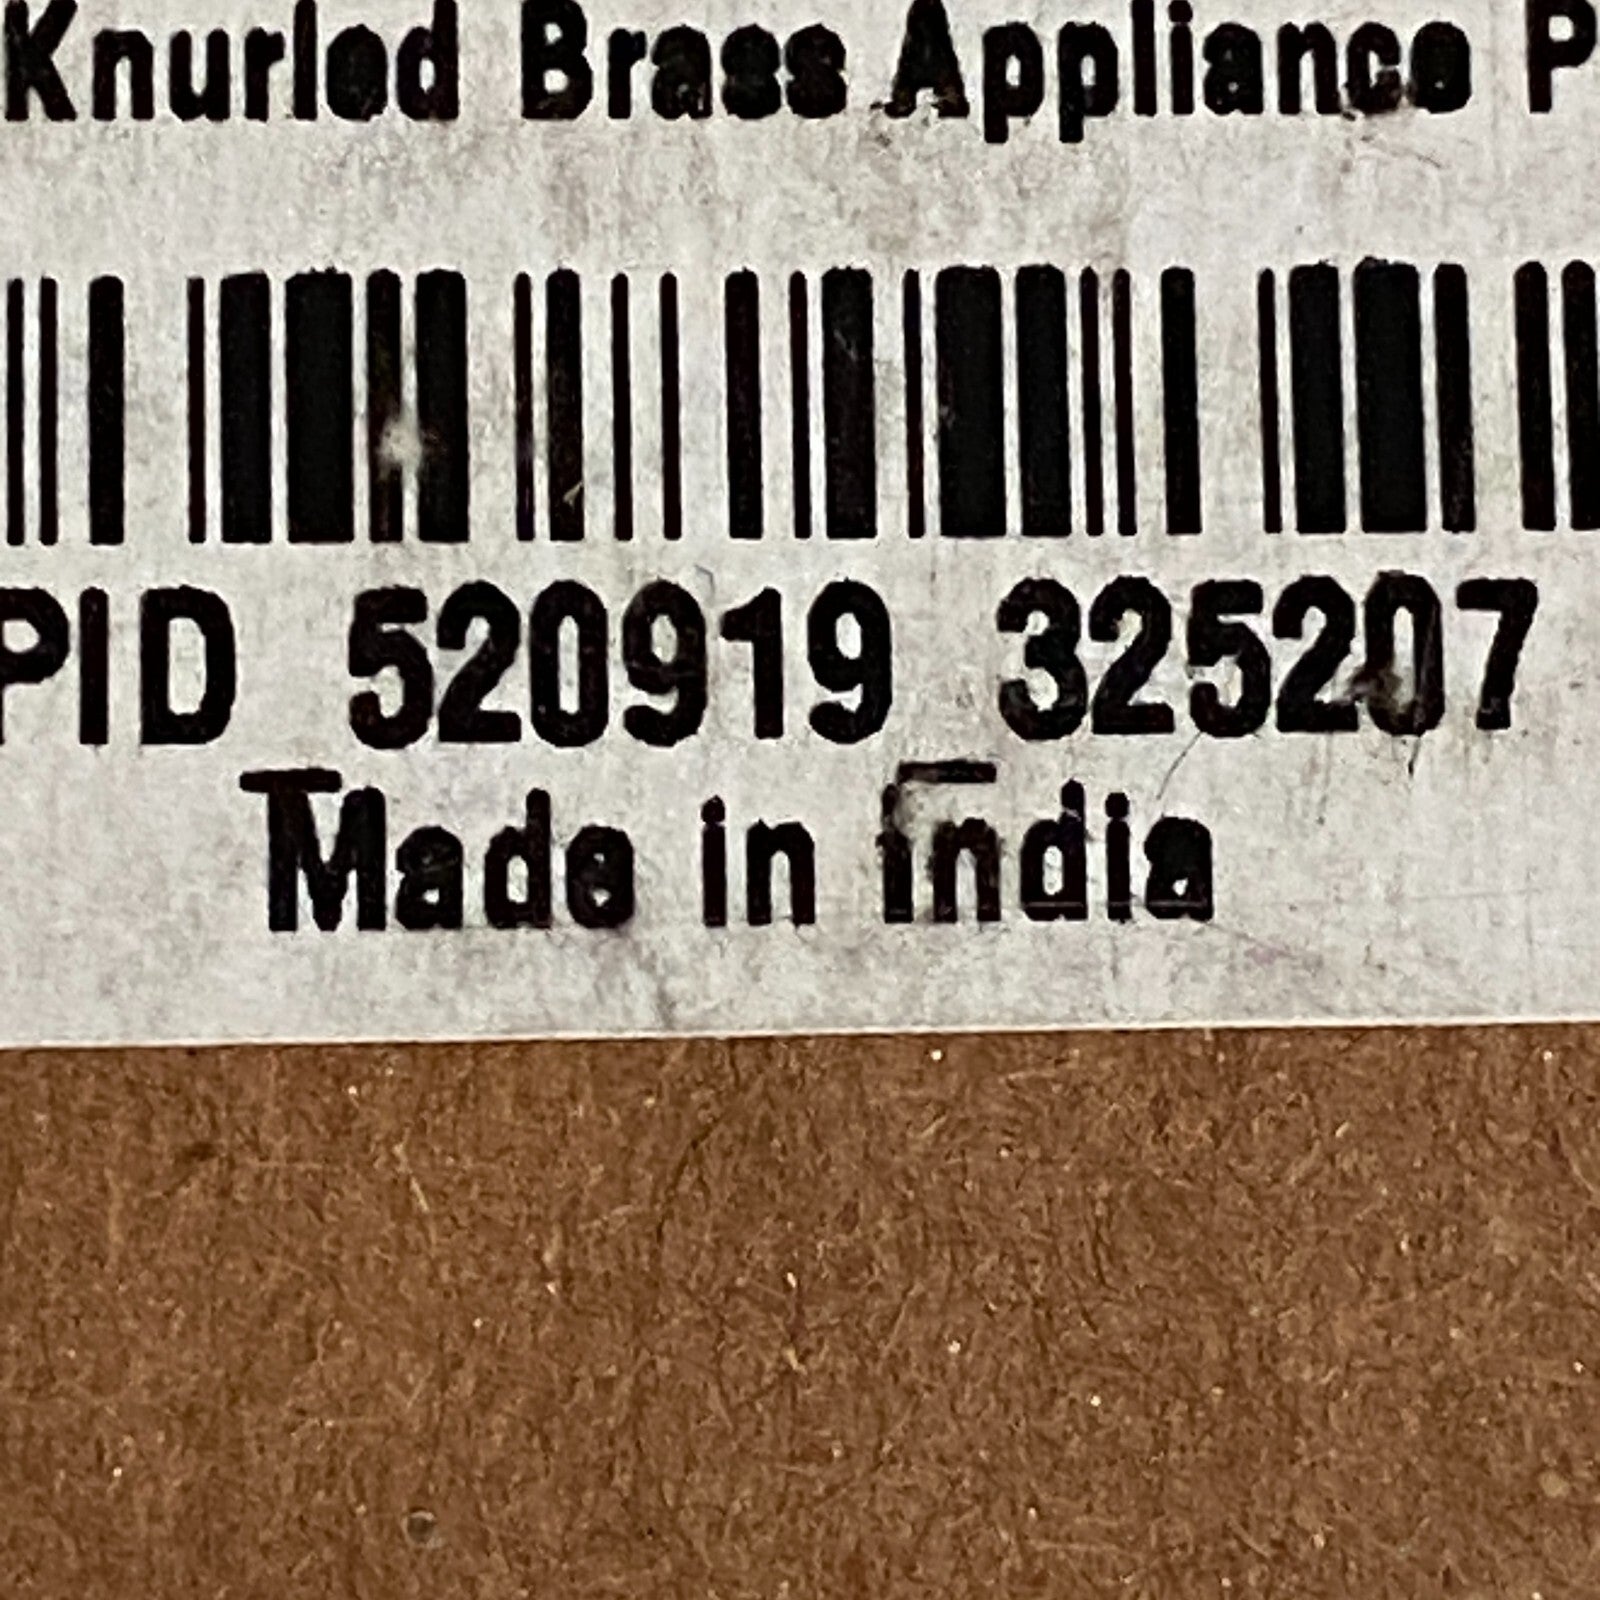 Knurled Brass Appliance P
PID 520919 325207
Made in India